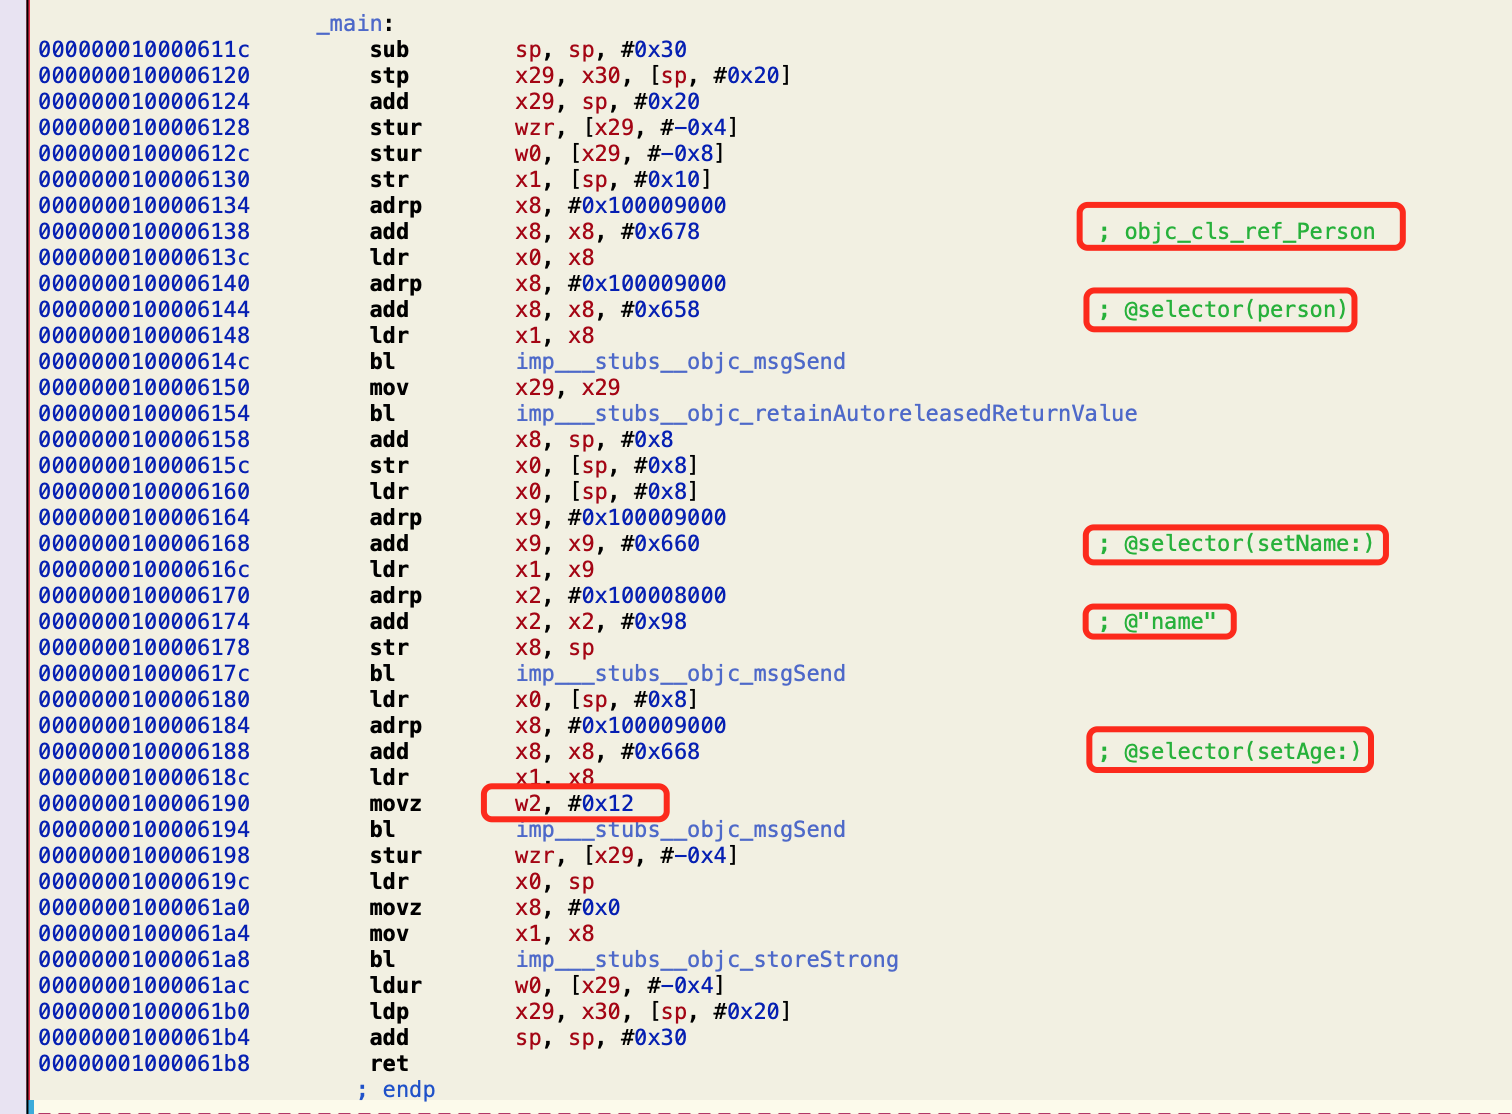 _main:
000000010000611c sub sp, sp, #0x30
0000000100006120 stp x29, x30, [sp, #0x20]
0000000100006124 add x29, sp, #0x20
0000000100006128 stur wzr, [x29, #-0x4]
000000010000612c stur w0, [x29, #-0x8]
0000000100006130 str x1, [sp, #0x10]
0000000100006134 adrp x8, #0x100009000
0000000100006138 add x8, x8, #0x678 ; objc_cls_ref_Person
000000010000613c ldr x0, x8
0000000100006140 adrp x8, #0x100009000
0000000100006144 add x8, x8, #0x658 ; @selector(person)
0000000100006148 ldr x1, x8
000000010000614c bl imp___stubs__objc_msgSend
0000000100006150 mov x29, x29
0000000100006154 bl imp___stubs__objc_retainAutoreleasedReturnValue
0000000100006158 add x8, sp, #0x8
000000010000615c str x0, [sp, #0x8]
0000000100006160 ldr x0, [sp, #0x8]
0000000100006164 adrp x9, #0x100009000
0000000100006168 add x9, x9, #0x660 ; @selector(setName:)
000000010000616c ldr x1, x9
0000000100006170 adrp x2, #0x100008000
0000000100006174 add x2, x2, #0x98 ; @"name"
0000000100006178 str x8, sp
000000010000617c bl imp___stubs__objc_msgSend
0000000100006180 ldr x0, [sp, #0x8]
0000000100006184 adrp x8, #0x100009000
0000000100006188 add x8, x8, #0x668 ; @selector(setAge:)
000000010000618c ldr x1, x8
0000000100006190 movz w2, #0x12
0000000100006194 bl imp___stubs__objc_msgSend
0000000100006198 stur wzr, [x29, #-0x4]
000000010000619c ldr x0, sp
00000001000061a0 movz x8, #0x0
00000001000061a4 mov x1, x8
00000001000061a8 bl imp___stubs__objc_storeStrong
00000001000061ac ldur w0, [x29, #-0x4]
00000001000061b0 ldp x29, x30, [sp, #0x20]
00000001000061b4 add sp, sp, #0x30
00000001000061b8 ret
; endp